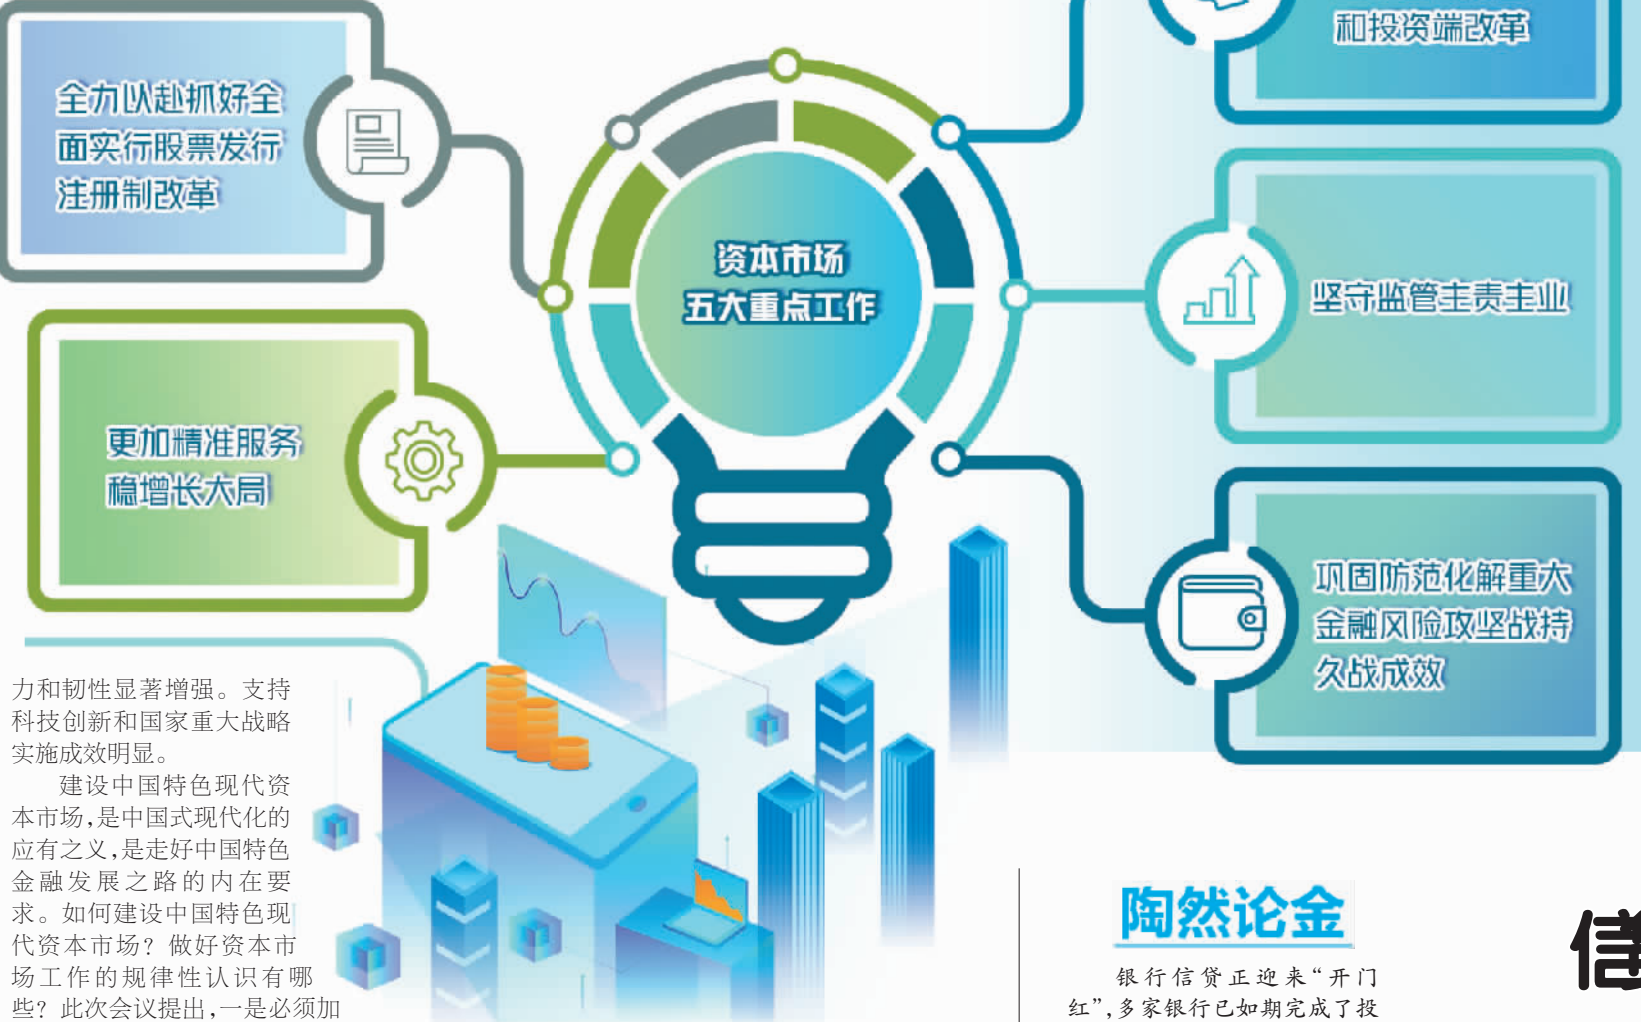 和投资端改革
全力以赴抓好全
面实行股票发行
注册制改革
资本市场
五大重点工作
坚守监管主责主业
更加精准服务
稳增长大局
巩固防范化解重大
金融风险攻坚战持
久战成效
力和韧性显著增强。支持
科技创新和国家重大战略
实施成效明显。
建设中国特色现代资
本市场,是中国式现代化的
应有之义,是走好中国特色
金融发展之路的内在要
求。如何建设中国特色现
代资本市场？做好资本市
场工作的规律性认识有哪
些？此次会议提出,一是必须加
陶然论金
银行信贷正迎来“开门
红”,多家银行已如期完成了投
信